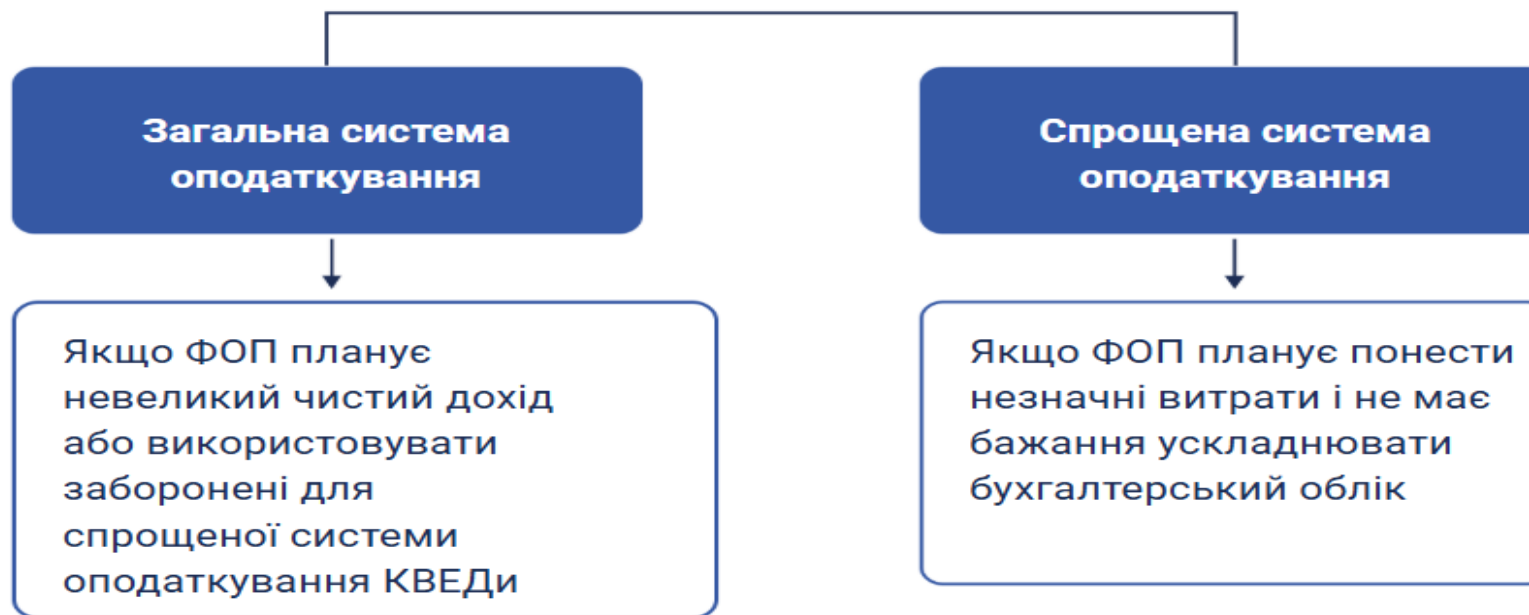 Загальна система
оподаткування
Спрощена система
оподаткування
Якщо ФОП планує
невеликий чистий дохід
або використовувати
заборонені для
спрощеної системи
оподаткування КВЕДи
Якщо ФОП планує понести
незначні витрати і не має
бажання ускладнювати
бухгалтерський облік